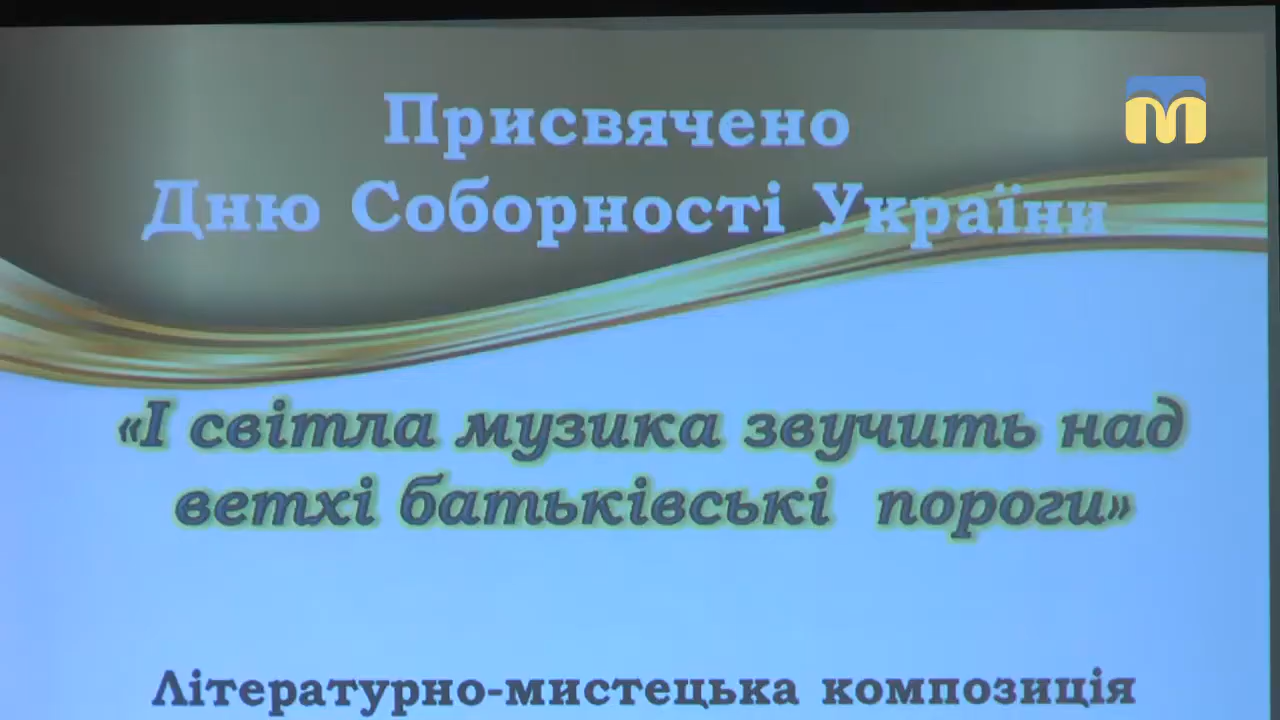 Присвячено
Дню Соборності України
«І світла музика звучить над
ветхі батьківські пороги»
Літературно-мистецька композиція